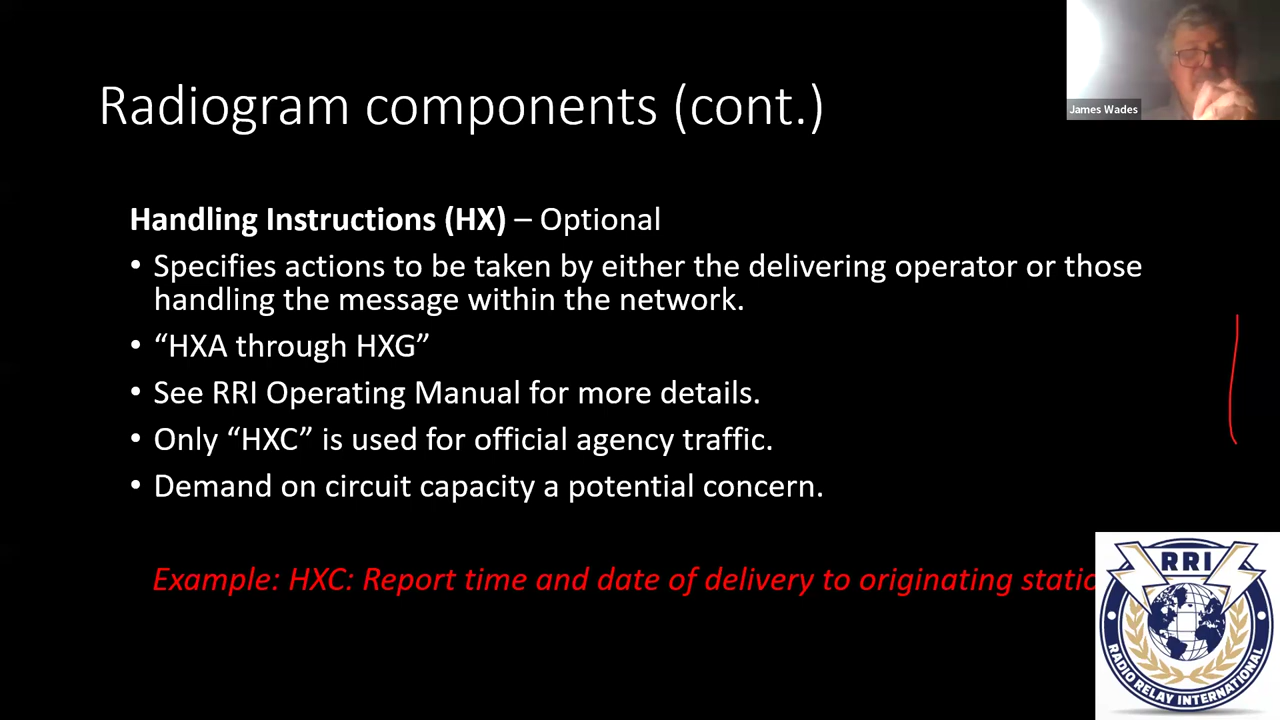 James Wades
Radiogram components (cont.)
Handling Instructions (HX) – Optional
• Specifies actions to be taken by either the delivering operator or those
handling the message within the network.
• “HXA through HXG”
• See RRI Operating Manual for more details.
• Only “HXC” is used for official agency traffic.
• Demand on circuit capacity a potential concern.
Example: HXC: Report time and date of delivery to originating statio
RRI
RADIO RELAY INTERNATIONAL